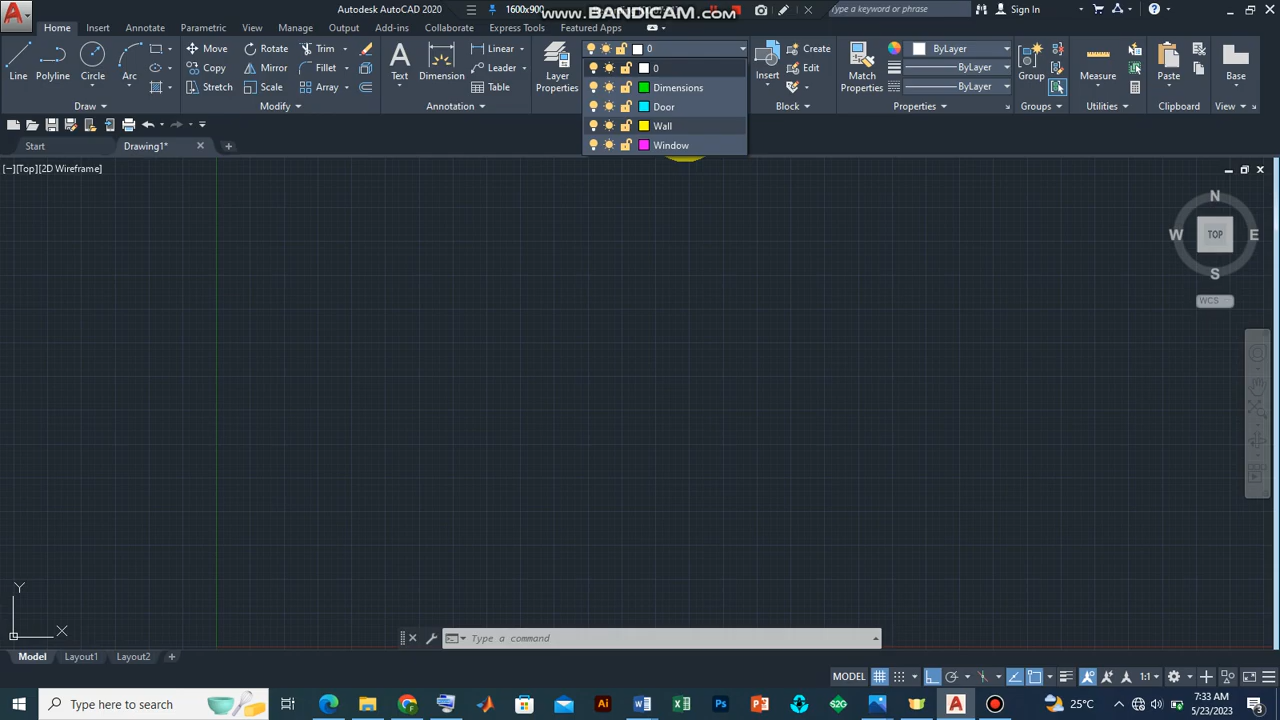 Autodesk AutoCAD 2020
1600x900
www.BANDICAM.com
Type a keyword or phrase
Sign In
Home Insert Annotate Parametric View Manage Output Add-ins Collaborate Express Tools Featured Apps
Line Polyline Circle Arc
Move Rotate Trim
Copy Mirror Fillet
Stretch Scale Array
Text Dimension
Linear
Leader
Table
Layer Properties
0
0
Dimensions
Door
Wall
Window
Insert
Create
Edit
Match Properties
ByLayer
ByLayer
ByLayer
Group
Measure
Paste
Base
Draw Modify Annotation Block Properties Groups Utilities Clipboard View
Start Drawing1*
[−][Top][2D Wireframe]
N
W TOP E
S
WCS
Y
X
Type a command
Model Layout1 Layout2
MODEL 1:1
Type here to search
25°C
7:33 AM
5/23/2023
3